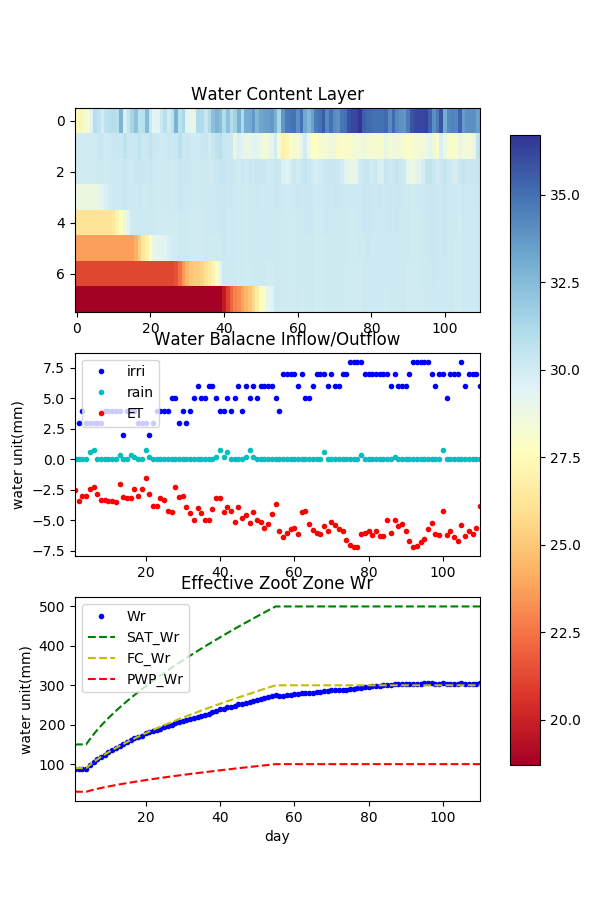 Water Content Layer
0
2
4
6
0 20 40 60 80 100
35.0
32.5
30.0
27.5
25.0
22.5
20.0
Water Balacne Inflow/Outflow
water unit(mm)
7.5
5.0
2.5
0.0
−2.5
−5.0
−7.5
irri
rain
ET
20 40 60 80 100
Effective Zoot Zone Wr
water unit(mm)
500
400
300
200
100
Wr
SAT_Wr
FC_Wr
PWP_Wr
20 40 60 80 100
day